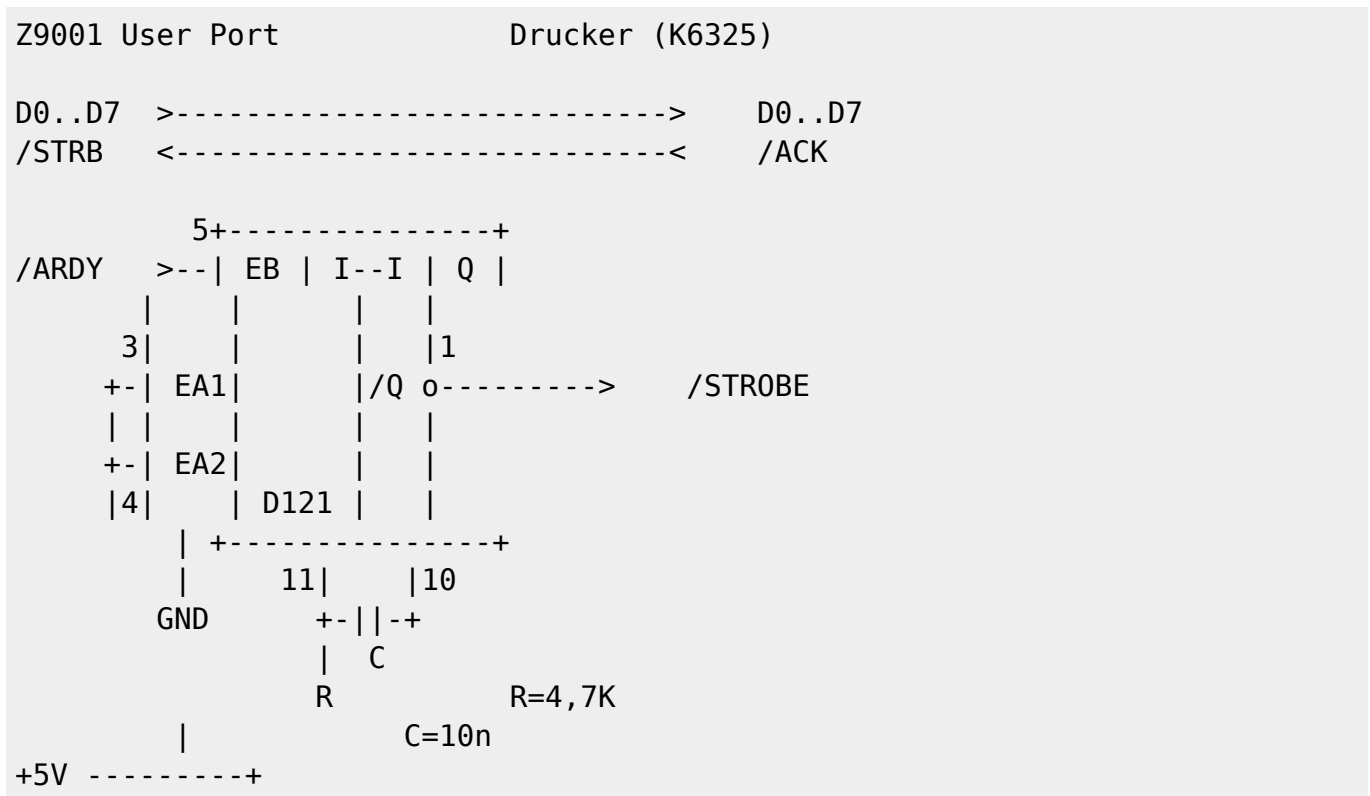 Z9001 User Port                Drucker (K6325)
D0..D7  >---------------------------->    D0..D7
/STRB   <----------------------------<    /ACK
          5+---------------+
/ARDY   >--| EB | I--I | Q |
       |    |      |   |
      3|    |      |   |1
     +-| EA1|      |/Q o--------->    /STROBE
     | |    |      |   |
     +-| EA2|      |   |
     |4|    | D121 |   |
         | +---------------+
         |     11|    |10
        GND      +-||-+
                 |  C
                 R          R=4,7K
         |            C=10n
+5V ---------+